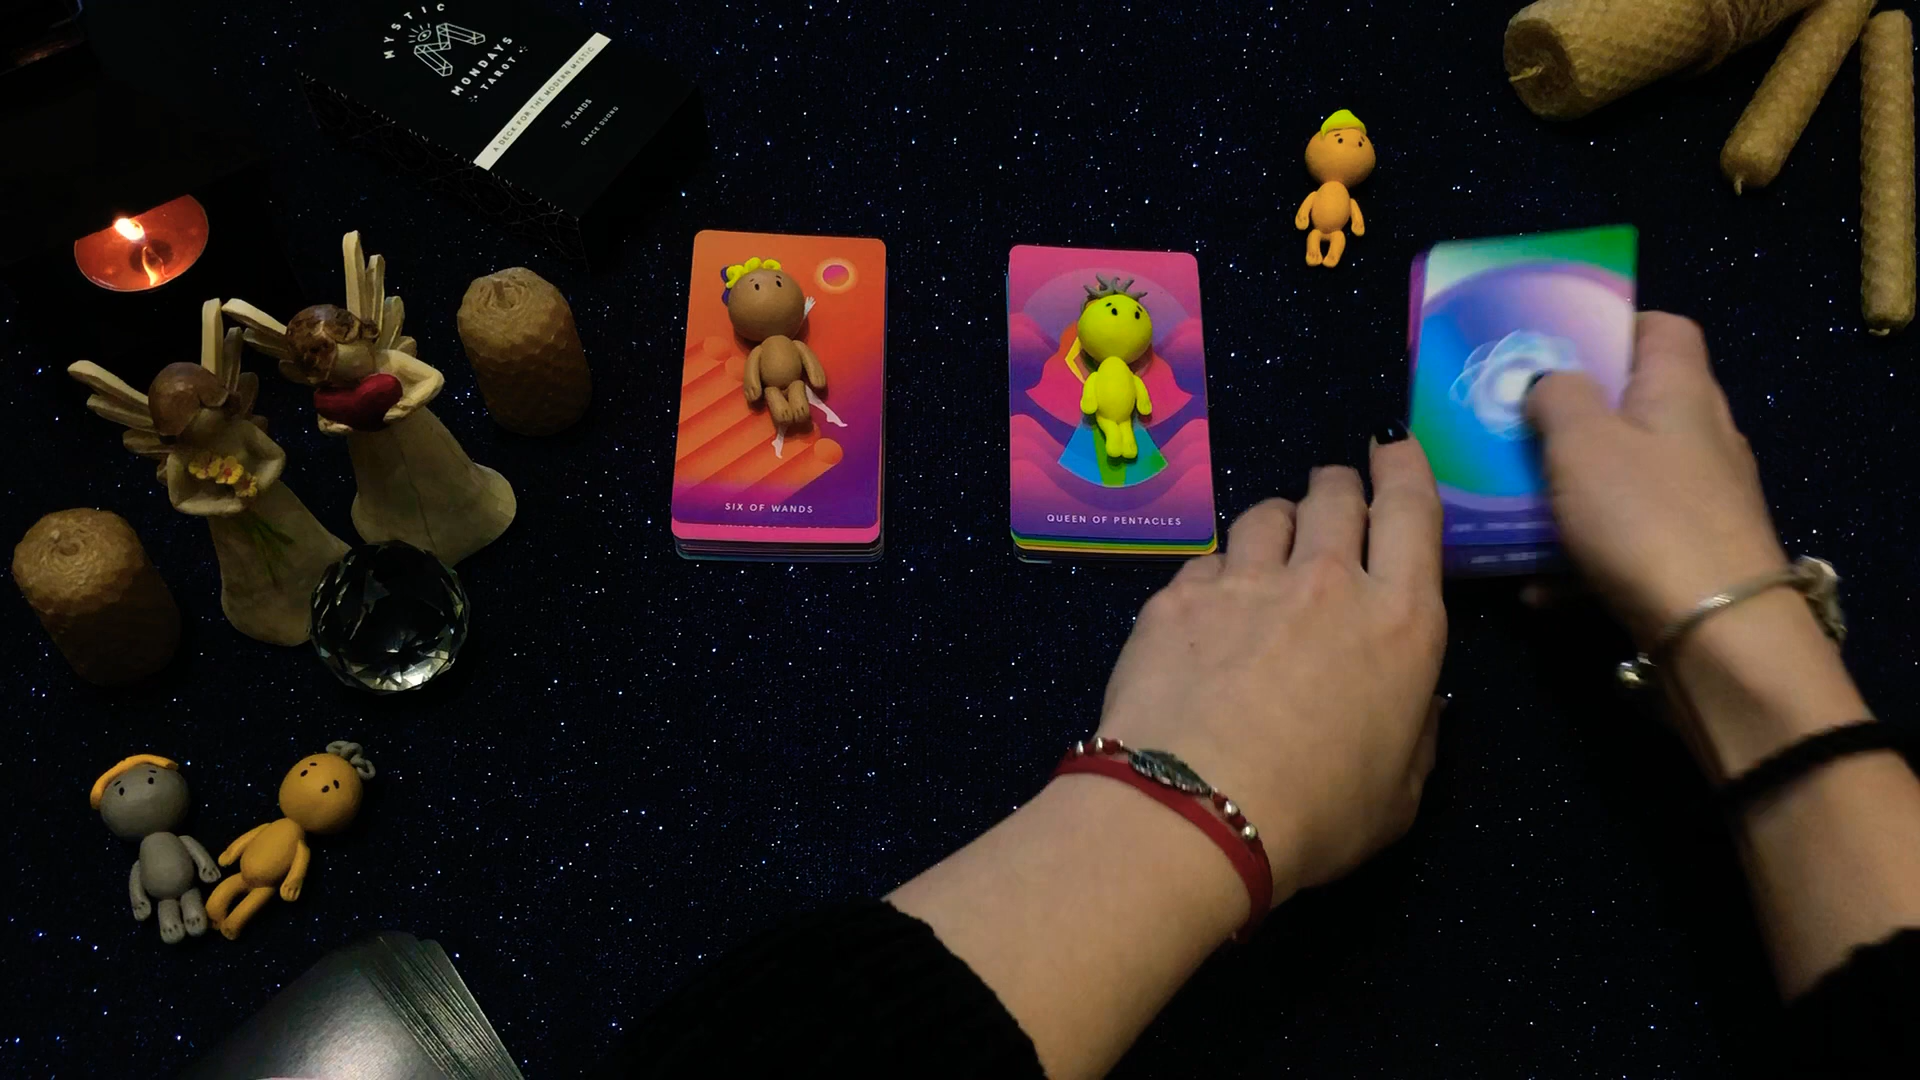 MYSTIC
M
MONDAYS
TAROT
A DECK FOR THE MODERN MYSTIC
78 CARDS
GRACE DUONG
SIX OF WANDS
QUEEN OF PENTACLES